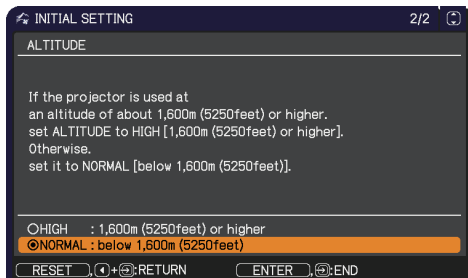 INITIAL SETTING 2/2
ALTITUDE
If the projector is used at
an altitude of about 1,600m (5250feet) or higher.
set ALTITUDE to HIGH [1,600m (5250feet) or higher].
Otherwise.
set it to NORMAL [below 1,600m (5250feet)].
HIGH : 1,600m (5250feet) or higher
NORMAL : below 1,600m (5250feet)
RESET ,+:RETURN ENTER ,:END